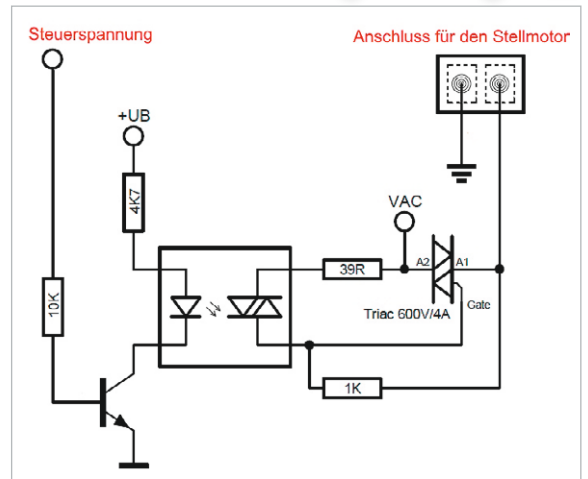 Steuerspannung
Anschluss für den Stellmotor
+UB
4K7
VAC
10K
39R
A2
A1
Triac 600V/4A
Gate
1K